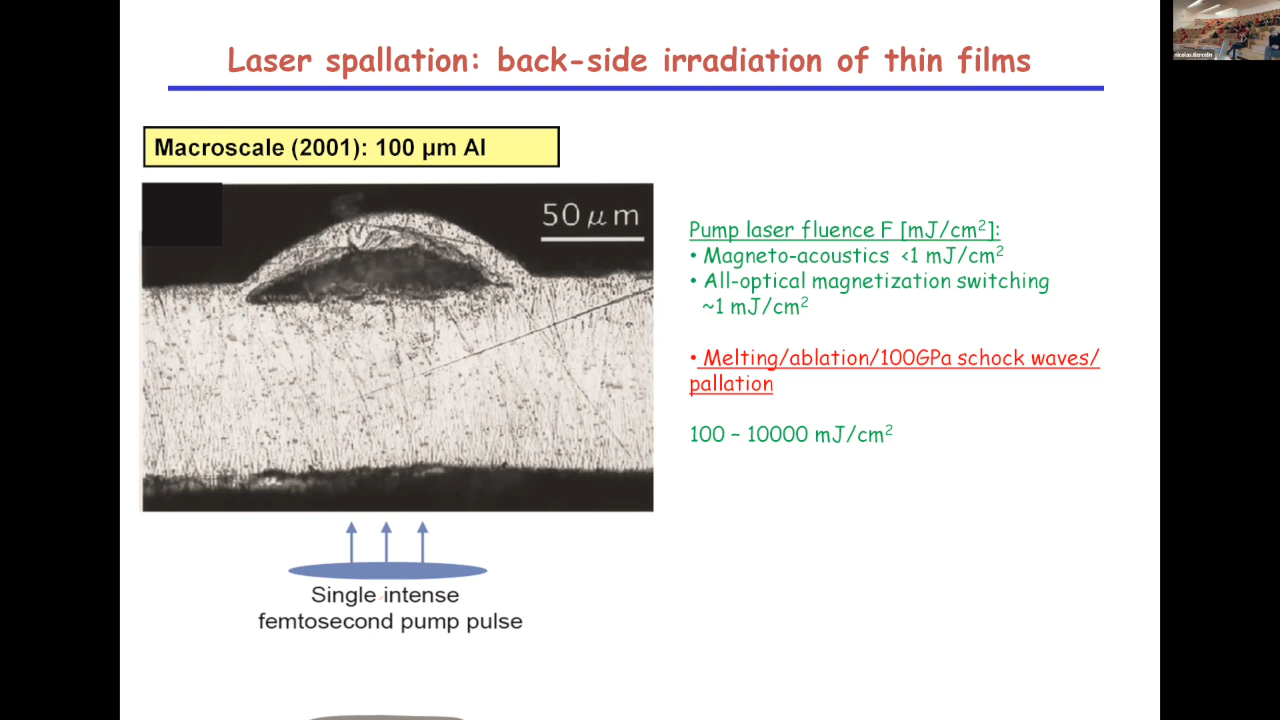 Laser spallation: back-side irradiation of thin films
Macroscale (2001): 100 µm Al
50 µm
Pump laser fluence F [mJ/cm²]:
• Magneto-acoustics <1 mJ/cm²
• All-optical magnetization switching
~1 mJ/cm²
• Melting/ablation/100GPa schock waves/
pallation
100 – 10000 mJ/cm²
Single intense
femtosecond pump pulse